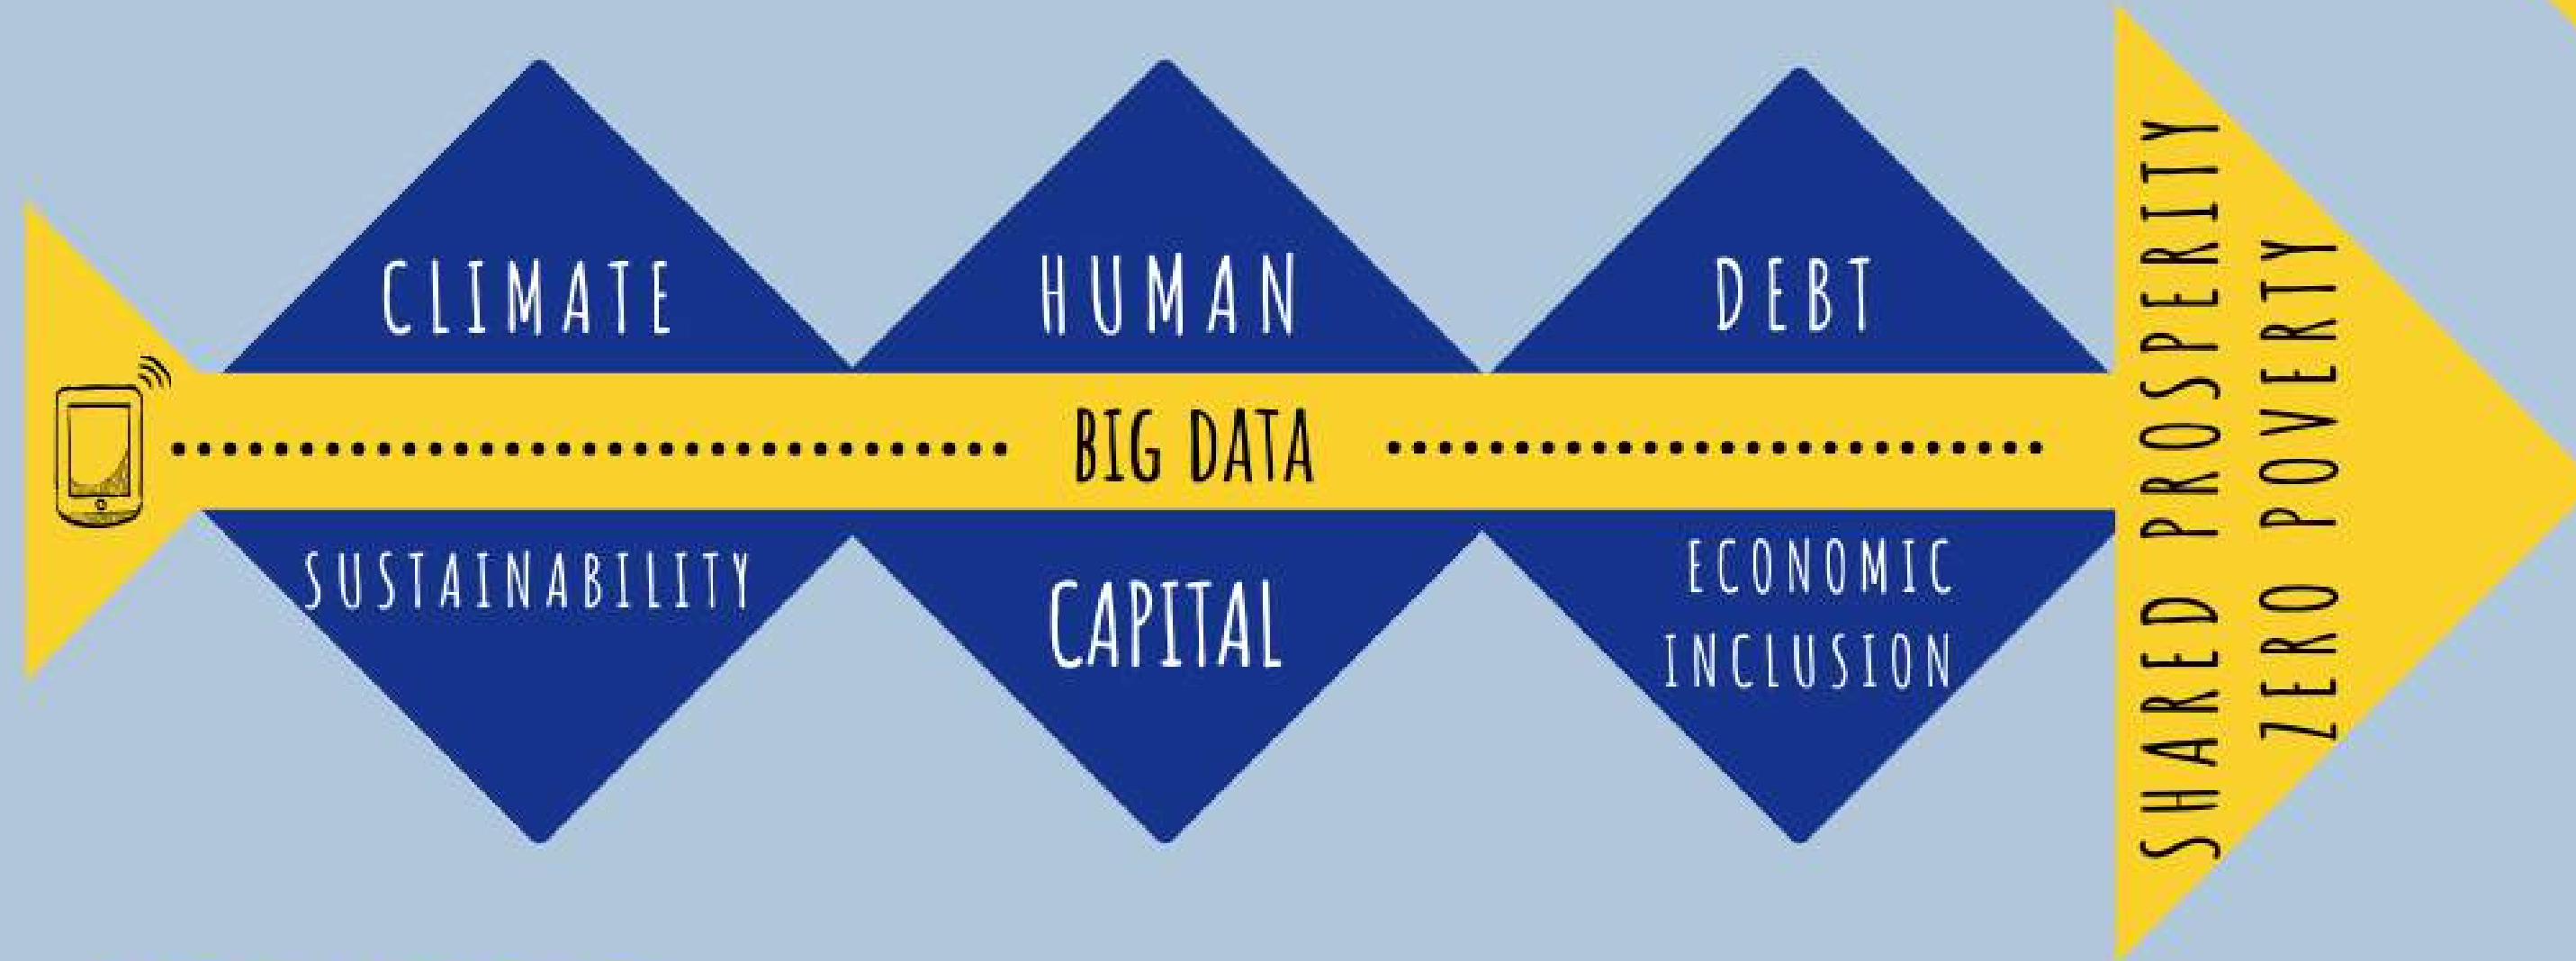 CLIMATE
SUSTAINABILITY
HUMAN
CAPITAL
DEBT
ECONOMIC
INCLUSION
BIG DATA
SHARED PROSPERITY
ZERO POVERTY